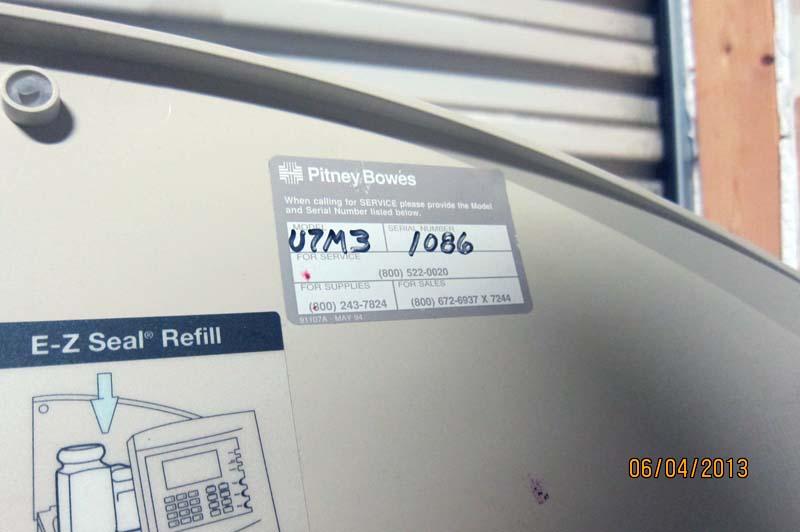 Pitney Bowes
When calling for SERVICE please provide the Model
and Serial Number listed below.
MODEL SERIAL NUMBER
U7M3 1086
FOR SERVICE
(800) 522-0020
FOR SUPPLIES FOR SALES
(800) 243-7824 (800) 672-6937 X 7244
91107A - MAY 94
E-Z Seal® Refill
06/04/2013